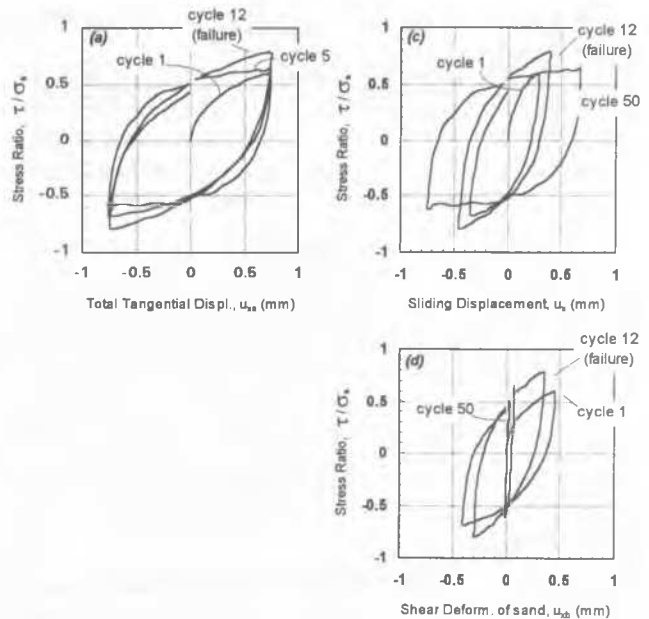 (a)
cycle 12
(failure)
cycle 5
cycle 1
1
0.5
0
-0.5
-1
Stress Ratio, τ/σₙ
-1 -0.5 0 0.5 1
Total Tangential Displ., uₓₐ (mm)
(c)
cycle 12
(failure)
cycle 1
cycle 50
1
0.5
0
-0.5
-1
Stress Ratio, τ/σₙ
-1 -0.5 0 0.5 1
Sliding Displacement, uₓ (mm)
(d)
cycle 12
(failure)
cycle 50
cycle 1
1
0.5
0
-0.5
-1
Stress Ratio, τ/σₙ
-1 -0.5 0 0.5 1
Shear Deform. of sand, uₓb (mm)